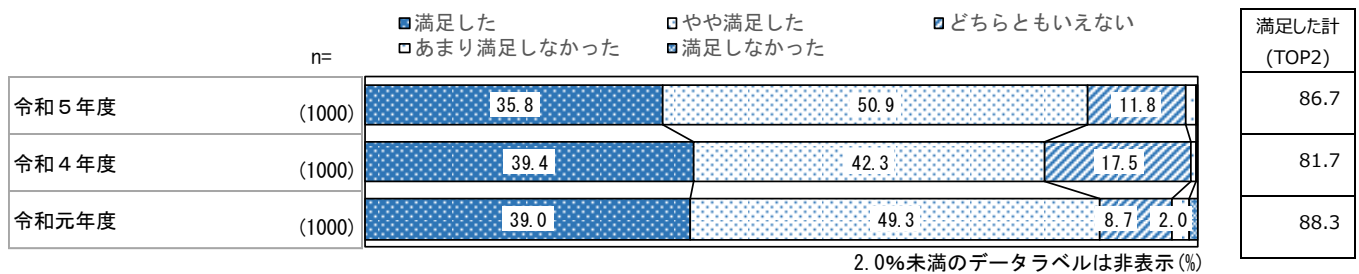 満足した やや満足した どちらともいえない
あまり満足しなかった 満足しなかった
n=
満足した計
(TOP2)
令和５年度 (1000) 35.8 50.9 11.8 86.7
令和４年度 (1000) 39.4 42.3 17.5 81.7
令和元年度 (1000) 39.0 49.3 8.7 2.0 88.3
2.0%未満のデータラベルは非表示(%)